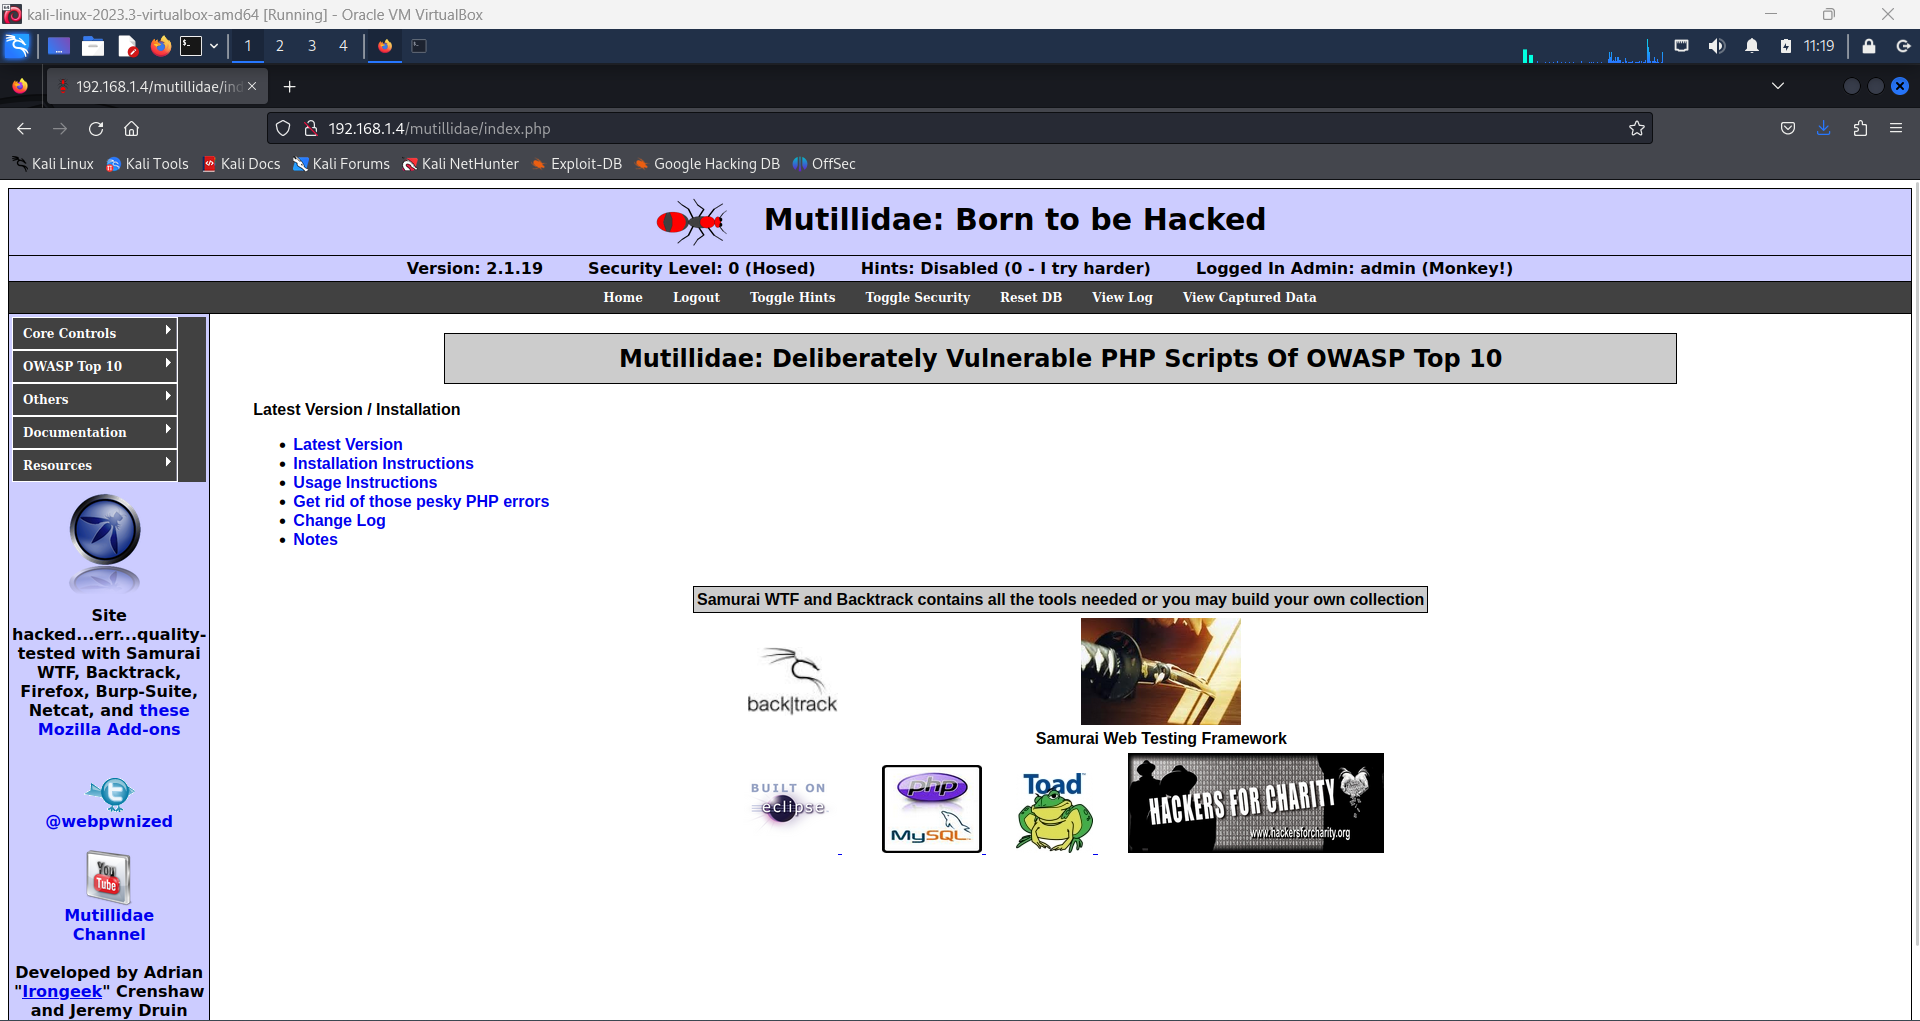 kali-linux-2023.3-virtualbox-amd64 [Running] - Oracle VM VirtualBox
1 2 3 4 11:19
192.168.1.4/mutillidae/ind
192.168.1.4/mutillidae/index.php
Kali Linux Kali Tools Kali Docs Kali Forums Kali NetHunter Exploit-DB Google Hacking DB OffSec
Mutillidae: Born to be Hacked
Version: 2.1.19 Security Level: 0 (Hosed) Hints: Disabled (0 - I try harder) Logged In Admin: admin (Monkey!)
Home Logout Toggle Hints Toggle Security Reset DB View Log View Captured Data
Core Controls
OWASP Top 10
Others
Documentation
Resources
Site
hacked...err...quality-
tested with Samurai
WTF, Backtrack,
Firefox, Burp-Suite,
Netcat, and these
Mozilla Add-ons
@webpwnized
You
Tube
Mutillidae
Channel
Developed by Adrian
"Irongeek" Crenshaw
and Jeremy Druin
Mutillidae: Deliberately Vulnerable PHP Scripts Of OWASP Top 10
Latest Version / Installation
Latest Version
Installation Instructions
Usage Instructions
Get rid of those pesky PHP errors
Change Log
Notes
Samurai WTF and Backtrack contains all the tools needed or you may build your own collection
back|track
Samurai Web Testing Framework
BUILT ON
eclipse
php
MySQL
Toad
HACKERS FOR CHARITY
www.hackersforcharity.org